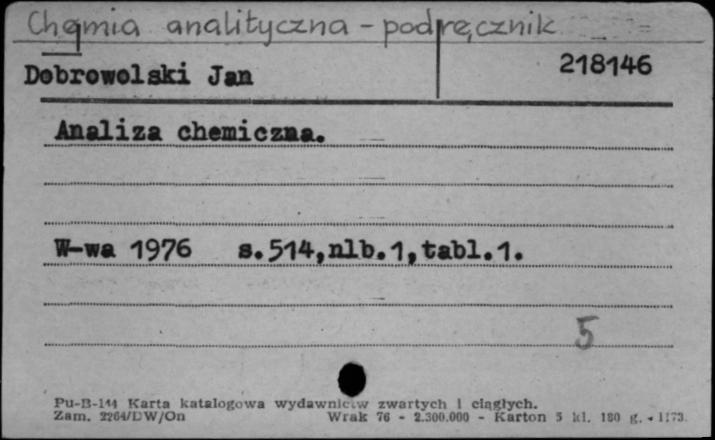 Chemia analityczna - podręcznik
Dobrowolski Jan
218146
Analiza chemiczna.
W-wa 1976 s.514,nlb.1,tabl.1.
5
Pu-B-144 Karta katalogowa wydawnictw zwartych i ciągłych.
Zam. 2264/DW/On Wrak 76 - 2.300.000 - Karton 5 kl. 180 g. - 1173.